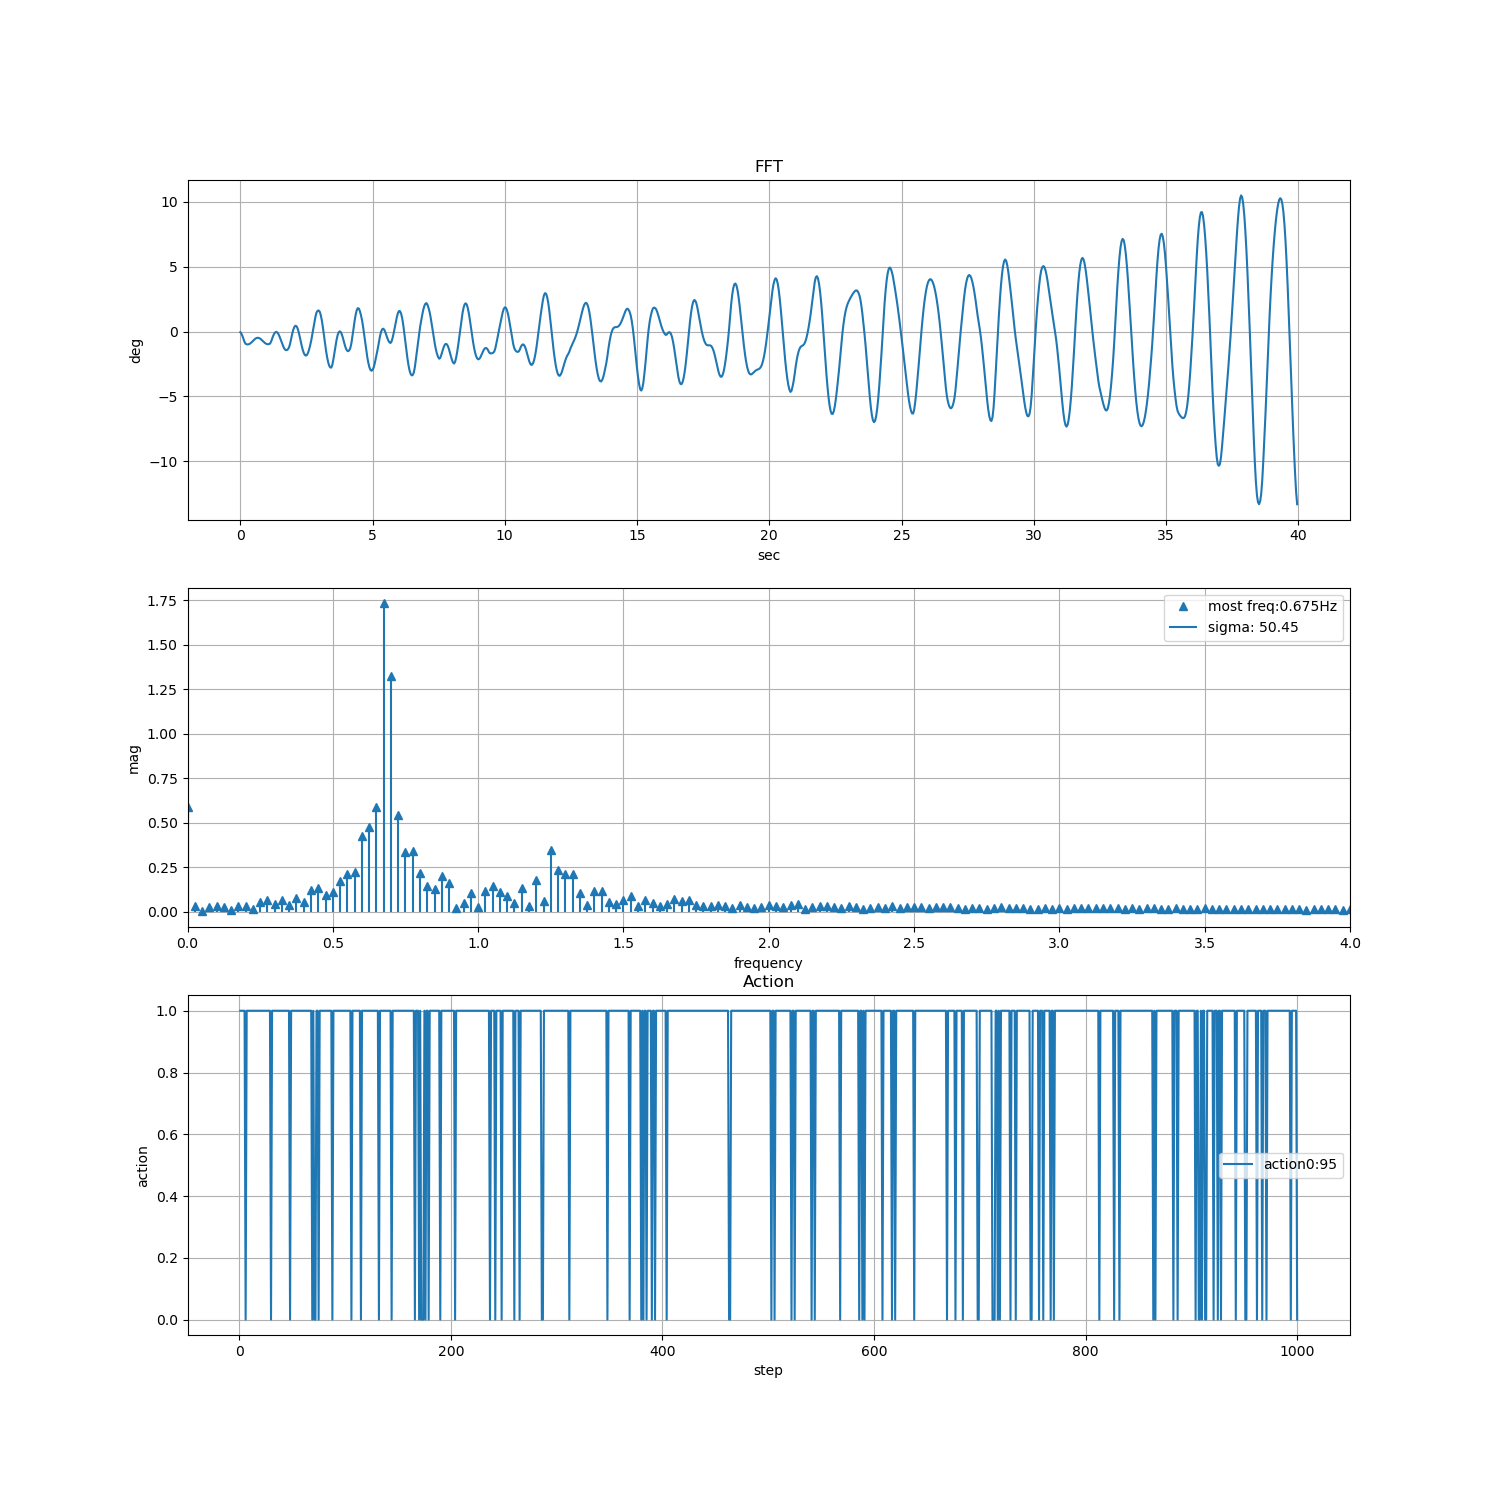 FFT
10
5
0
−5
−10
deg
0 5 10 15 20 25 30 35 40
sec
1.75
1.50
1.25
1.00
0.75
0.50
0.25
0.00
mag
most freq:0.675Hz
sigma: 50.45
0.0 0.5 1.0 1.5 2.0 2.5 3.0 3.5 4.0
frequency
Action
1.0
0.8
0.6
0.4
0.2
0.0
action
action0:95
0 200 400 600 800 1000
step